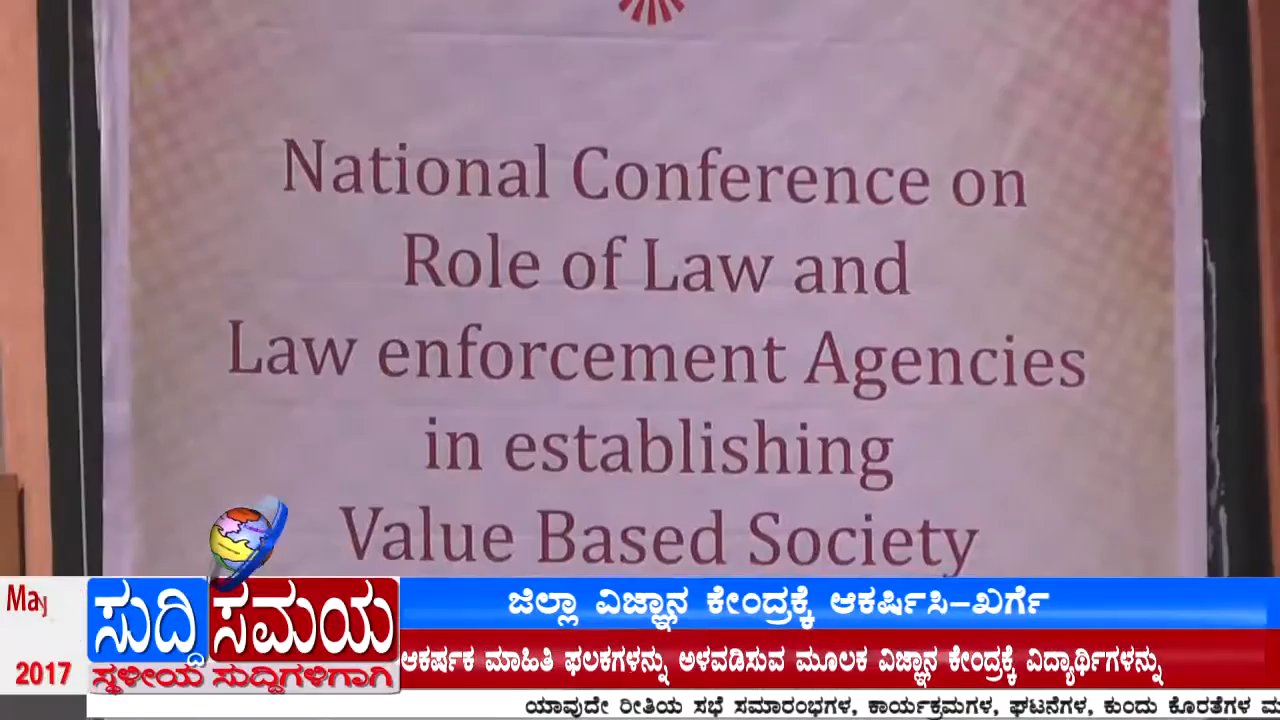 National Conference on
Role of Law and
Law enforcement Agencies
in establishing
Value Based Society
May
2017
ಸುದ್ದಿ ಸಮಯ
ಸ್ಥಳೀಯ ಸುದ್ದಿಗಳಿಗಾಗಿ
ಜಿಲ್ಲಾ ವಿಜ್ಞಾನ ಕೇಂದ್ರಕ್ಕೆ ಆಕರ್ಷಿಸಿ-ಖರ್ಗೆ
ಆಕರ್ಷಕ ಮಾಹಿತಿ ಫಲಕಗಳನ್ನು ಅಳವಡಿಸುವ ಮೂಲಕ ವಿಜ್ಞಾನ ಕೇಂದ್ರಕ್ಕೆ ವಿದ್ಯಾರ್ಥಿಗಳನ್ನು
ಯಾವುದೇ ರೀತಿಯ ಸಭೆ ಸಮಾರಂಭಗಳ, ಕಾರ್ಯಕ್ರಮಗಳ, ಘಟನೆಗಳ, ಕುಂದು ಕೊರತೆಗಳ